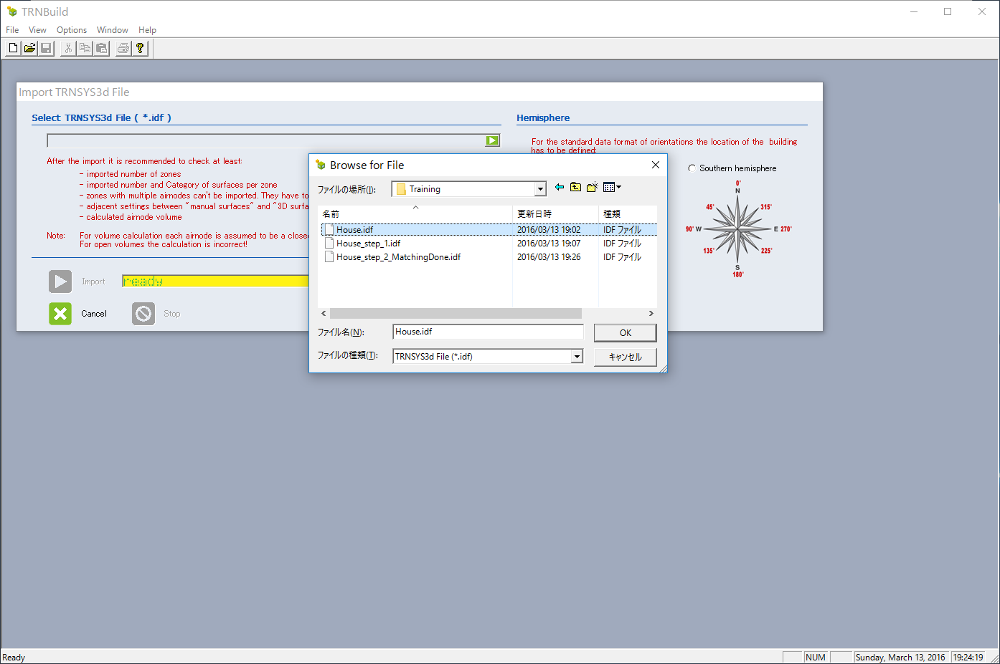 TRNBuild
File View Options Window Help
Import TRNSYS3d File
Select TRNSYS3d File ( *.idf )
After the import it is recommended to check at least:
- imported number of zones
- imported number and Category of surfaces per zone
- zones with multiple airnodes can't be imported. They have to
- adjacent settings between "manual surfaces" and "3D surfa
- calculated airnode volume
Note: For volume calculation each airnode is assumed to be a close
For open volumes the calculation is incorrect!
Import
ready
Cancel
Stop
Hemisphere
For the standard data format of orientations the location of the building
has to be defined:
Southern hemisphere
0°
N
45° 315°
90° W E 270°
135° 225°
S
180°
Browse for File
ファイルの場所(I):
Training
名前 更新日時 種類
House.idf 2016/03/13 19:02 IDF ファイル
House_step_1.idf 2016/03/13 19:07 IDF ファイル
House_step_2_MatchingDone.idf 2016/03/13 19:26 IDF ファイル
ファイル名(N):
House.idf
OK
ファイルの種類(T):
TRNSYS3d File (*.idf)
キャンセル
Ready
NUM
Sunday, March 13, 2016
19:24:19